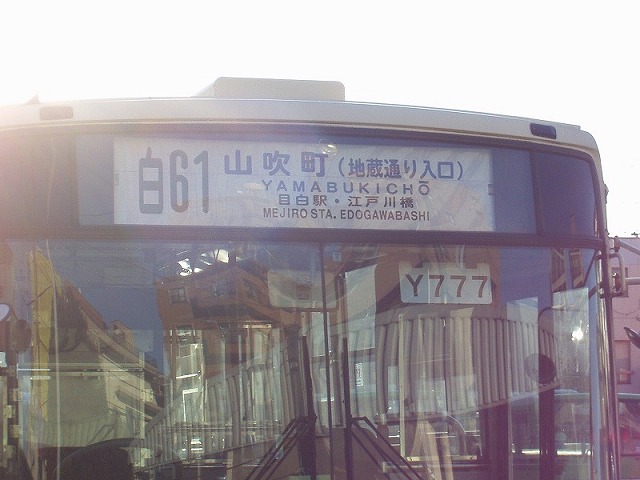 白61 山吹町(地蔵通り入口)
YAMABUKICHŌ
目白駅・江戸川橋
MEJIRO STA. EDOGAWABASHI
Y777